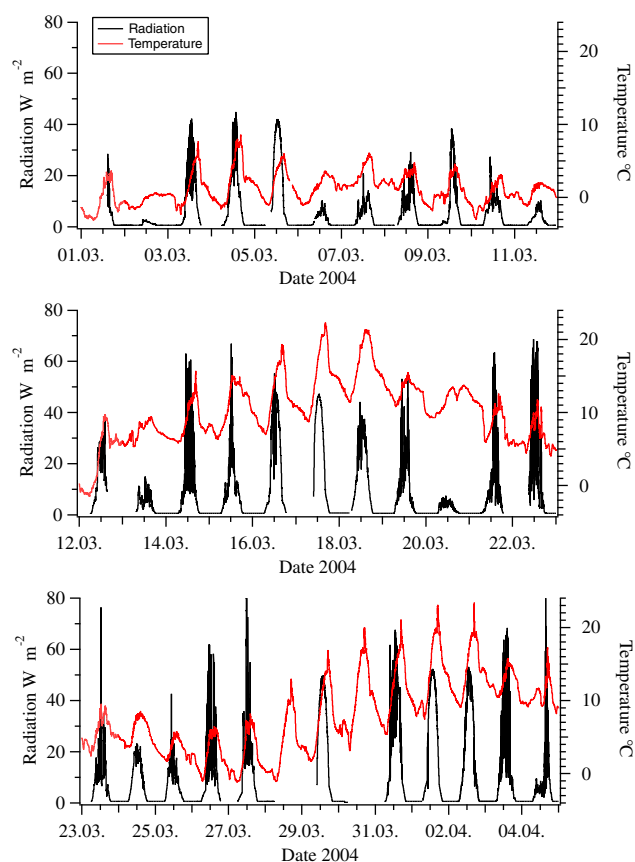 Radiation
Temperature
80
60
40
20
0
Radiation W m⁻²
20
10
0
Temperature °C
01.03. 03.03. 05.03. 07.03. 09.03. 11.03.
Date 2004
80
60
40
20
0
Radiation W m⁻²
20
10
0
Temperature °C
12.03. 14.03. 16.03. 18.03. 20.03. 22.03.
Date 2004
80
60
40
20
0
Radiation W m⁻²
20
10
0
Temperature °C
23.03. 25.03. 27.03. 29.03. 31.03. 02.04. 04.04.
Date 2004